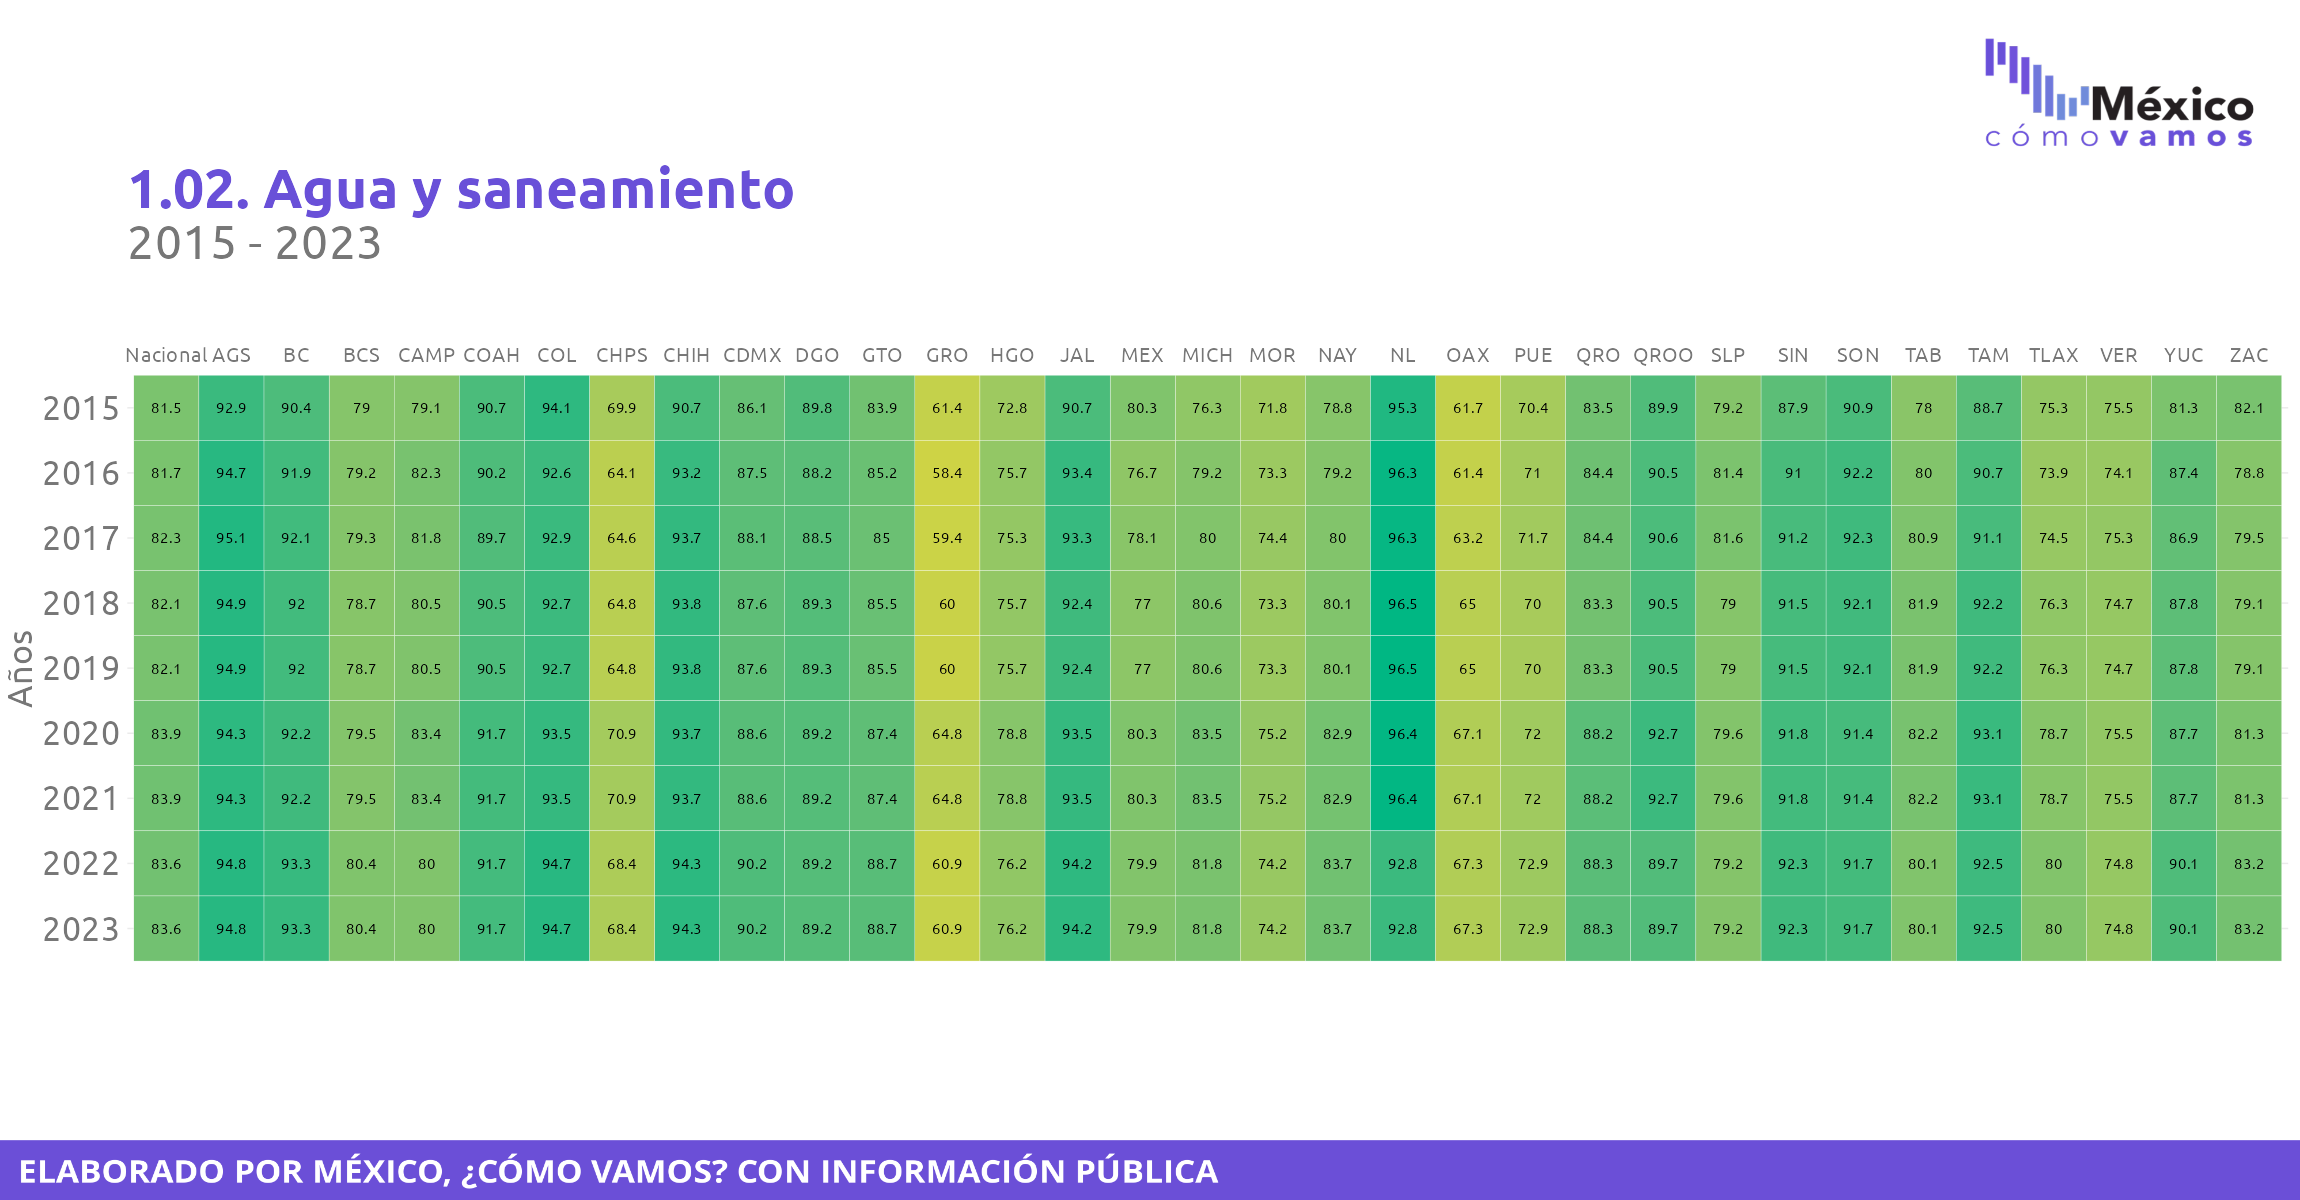 México
cómovamos
1.02. Agua y saneamiento
2015 - 2023
Nacional AGS BC BCS CAMP COAH COL CHPS CHIH CDMX DGO GTO GRO HGO JAL MEX MICH MOR NAY NL OAX PUE QRO QROO SLP SIN SON TAB TAM TLAX VER YUC ZAC
2015 81.5 92.9 90.4 79 79.1 90.7 94.1 69.9 90.7 86.1 89.8 83.9 61.4 72.8 90.7 80.3 76.3 71.8 78.8 95.3 61.7 70.4 83.5 89.9 79.2 87.9 90.9 78 88.7 75.3 75.5 81.3 82.1
2016 81.7 94.7 91.9 79.2 82.3 90.2 92.6 64.1 93.2 87.5 88.2 85.2 58.4 75.7 93.4 76.7 79.2 73.3 79.2 96.3 61.4 71 84.4 90.5 81.4 91 92.2 80 90.7 73.9 74.1 87.4 78.8
2017 82.3 95.1 92.1 79.3 81.8 89.7 92.9 64.6 93.7 88.1 88.5 85 59.4 75.3 93.3 78.1 80 74.4 80 96.3 63.2 71.7 84.4 90.6 81.6 91.2 92.3 80.9 91.1 74.5 75.3 86.9 79.5
2018 82.1 94.9 92 78.7 80.5 90.5 92.7 64.8 93.8 87.6 89.3 85.5 60 75.7 92.4 77 80.6 73.3 80.1 96.5 65 70 83.3 90.5 79 91.5 92.1 81.9 92.2 76.3 74.7 87.8 79.1
2019 82.1 94.9 92 78.7 80.5 90.5 92.7 64.8 93.8 87.6 89.3 85.5 60 75.7 92.4 77 80.6 73.3 80.1 96.5 65 70 83.3 90.5 79 91.5 92.1 81.9 92.2 76.3 74.7 87.8 79.1
2020 83.9 94.3 92.2 79.5 83.4 91.7 93.5 70.9 93.7 88.6 89.2 87.4 64.8 78.8 93.5 80.3 83.5 75.2 82.9 96.4 67.1 72 88.2 92.7 79.6 91.8 91.4 82.2 93.1 78.7 75.5 87.7 81.3
2021 83.9 94.3 92.2 79.5 83.4 91.7 93.5 70.9 93.7 88.6 89.2 87.4 64.8 78.8 93.5 80.3 83.5 75.2 82.9 96.4 67.1 72 88.2 92.7 79.6 91.8 91.4 82.2 93.1 78.7 75.5 87.7 81.3
2022 83.6 94.8 93.3 80.4 80 91.7 94.7 68.4 94.3 90.2 89.2 88.7 60.9 76.2 94.2 79.9 81.8 74.2 83.7 92.8 67.3 72.9 88.3 89.7 79.2 92.3 91.7 80.1 92.5 80 74.8 90.1 83.2
2023 83.6 94.8 93.3 80.4 80 91.7 94.7 68.4 94.3 90.2 89.2 88.7 60.9 76.2 94.2 79.9 81.8 74.2 83.7 92.8 67.3 72.9 88.3 89.7 79.2 92.3 91.7 80.1 92.5 80 74.8 90.1 83.2
Años
ELABORADO POR MÉXICO, ¿CÓMO VAMOS? CON INFORMACIÓN PÚBLICA